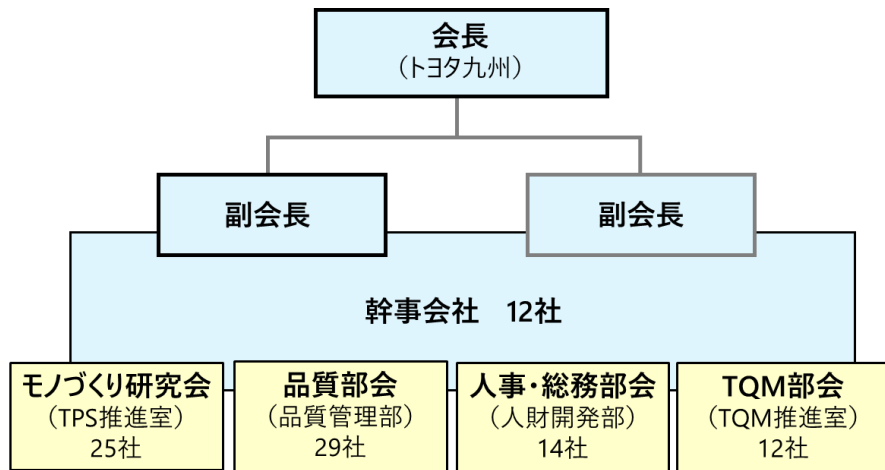 会長
（トヨタ九州）
副会長
副会長
幹事会社　12社
モノづくり研究会
（TPS推進室）
25社
品質部会
（品質管理部）
29社
人事・総務部会
（人財開発部）
14社
TQM部会
（TQM推進室）
12社